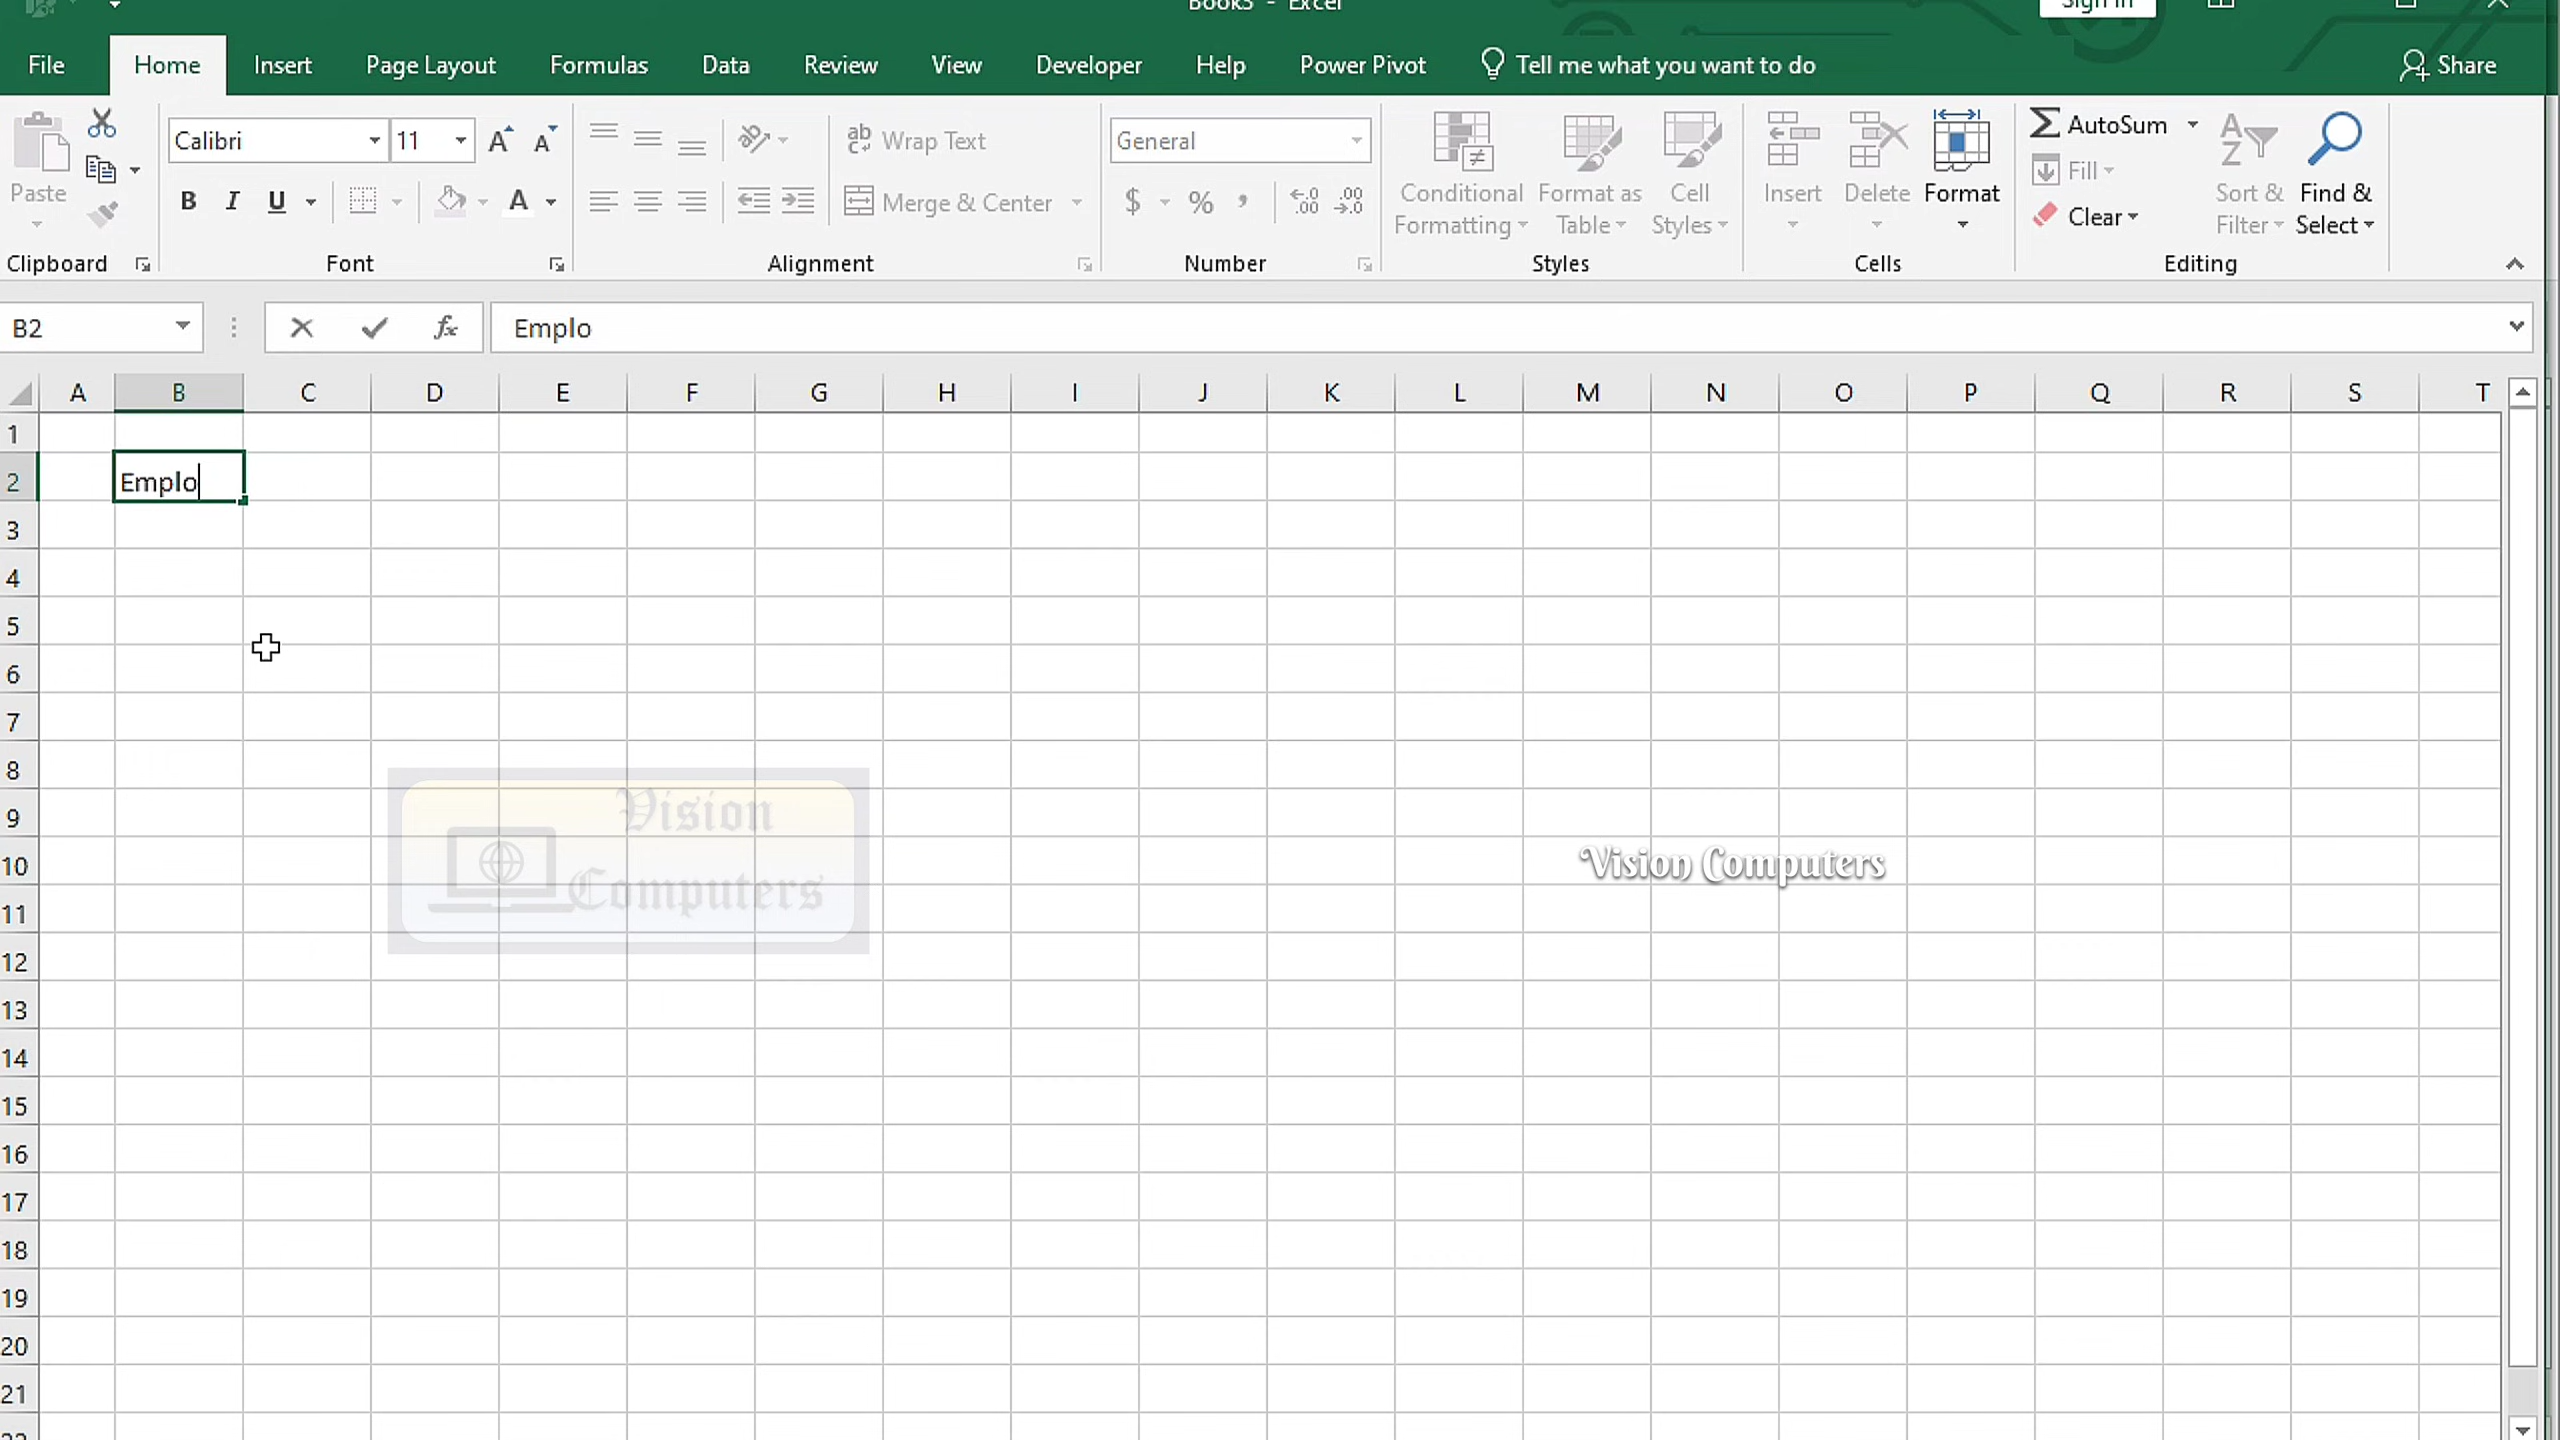 Book5 - Excel
Sign in
File Home Insert Page Layout Formulas Data Review View Developer Help Power Pivot Tell me what you want to do Share
Calibri 11 Wrap Text General AutoSum
Paste Conditional Formatting Format as Table Cell Styles Insert Delete Format Fill Sort & Filter Find & Select
B I U A Merge & Center $ % , Clear
Clipboard Font Alignment Number Styles Cells Editing
B2 fx Emplo
A B C D E F G H I J K L M N O P Q R S T
1
2 Emplo
3
4
5
6
7
8
9 Vision
10 Computers Vision Computers
11
12
13
14
15
16
17
18
19
20
21